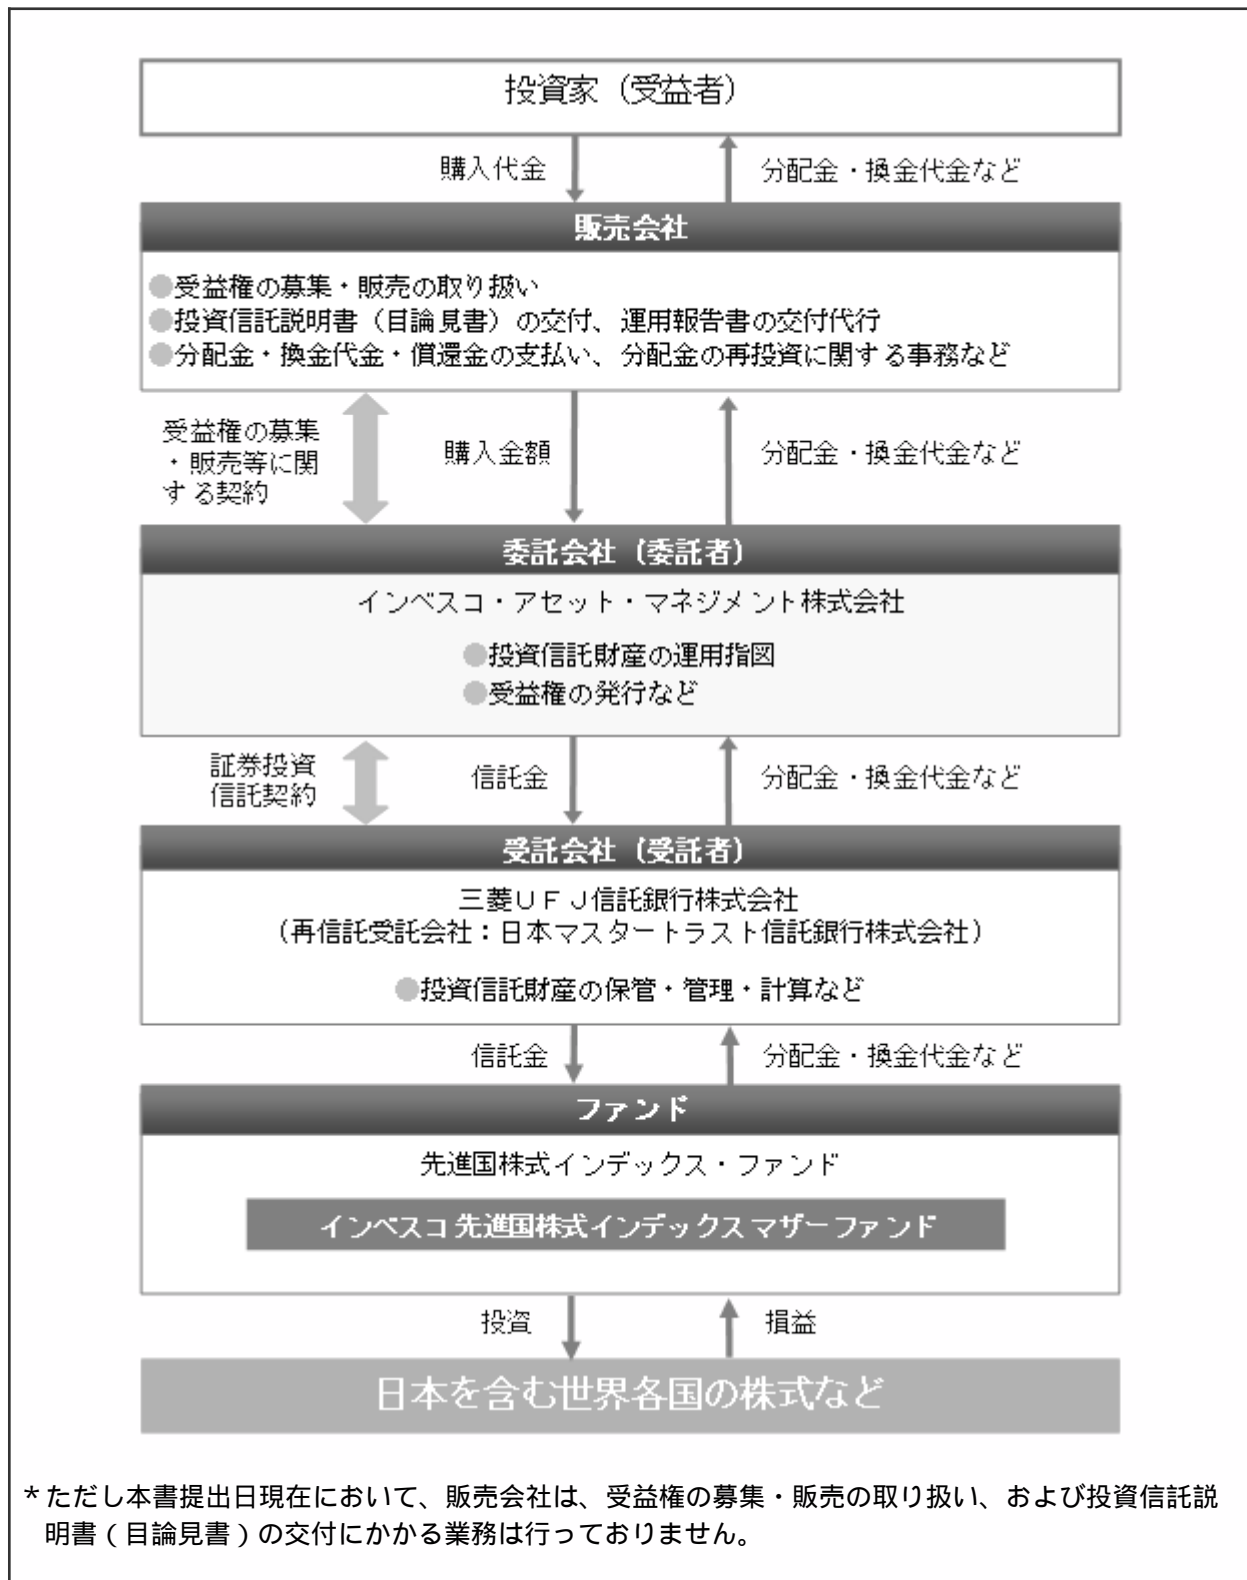 投資家（受益者）
購入代金
分配金・換金代金など
販売会社
●受益権の募集・販売の取り扱い
●投資信託説明書（目論見書）の交付、運用報告書の交付代行
●分配金・換金代金・償還金の支払い、分配金の再投資に関する事務など
受益権の募集
・販売等に関
する契約
購入金額
分配金・換金代金など
委託会社（委託者）
インベスコ・アセット・マネジメント株式会社
●投資信託財産の運用指図
●受益権の発行など
証券投資
信託契約
信託金
分配金・換金代金など
受託会社（受託者）
三菱ＵＦＪ信託銀行株式会社
（再信託受託会社：日本マスタートラスト信託銀行株式会社）
●投資信託財産の保管・管理・計算など
信託金
分配金・換金代金など
ファンド
先進国株式インデックス・ファンド
インベスコ 先進国株式インデックス マザーファンド
投資
損益
日本を含む世界各国の株式など
*ただし本書提出日現在において、販売会社は、受益権の募集・販売の取り扱い、および投資信託説
明書（目論見書）の交付にかかる業務は行っておりません。